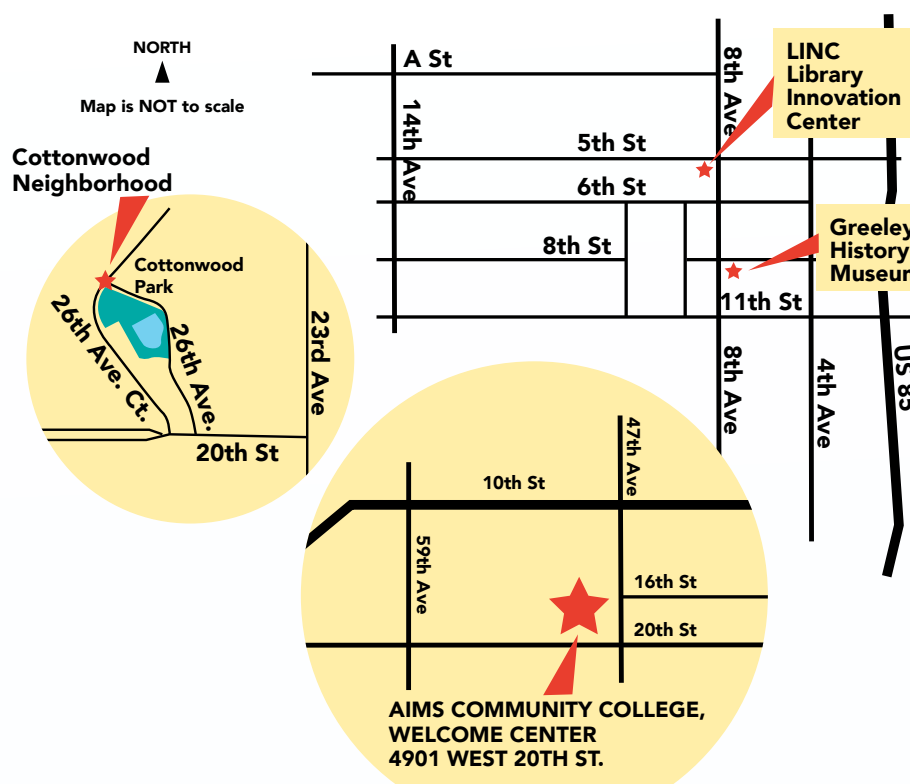 NORTH
Map is NOT to scale
Cottonwood
Neighborhood
Cottonwood
Park
26th Ave. Ct.
26th Ave.
23rd Ave
20th St
A St
14th Ave
8th Ave
LINC
Library
Innovation
Center
5th St
6th St
8th St
Greeley
History
Museum
11th St
8th Ave
4th Ave
US 85
47th Ave
10th St
59th Ave
16th St
20th St
AIMS COMMUNITY COLLEGE,
WELCOME CENTER
4901 WEST 20TH ST.